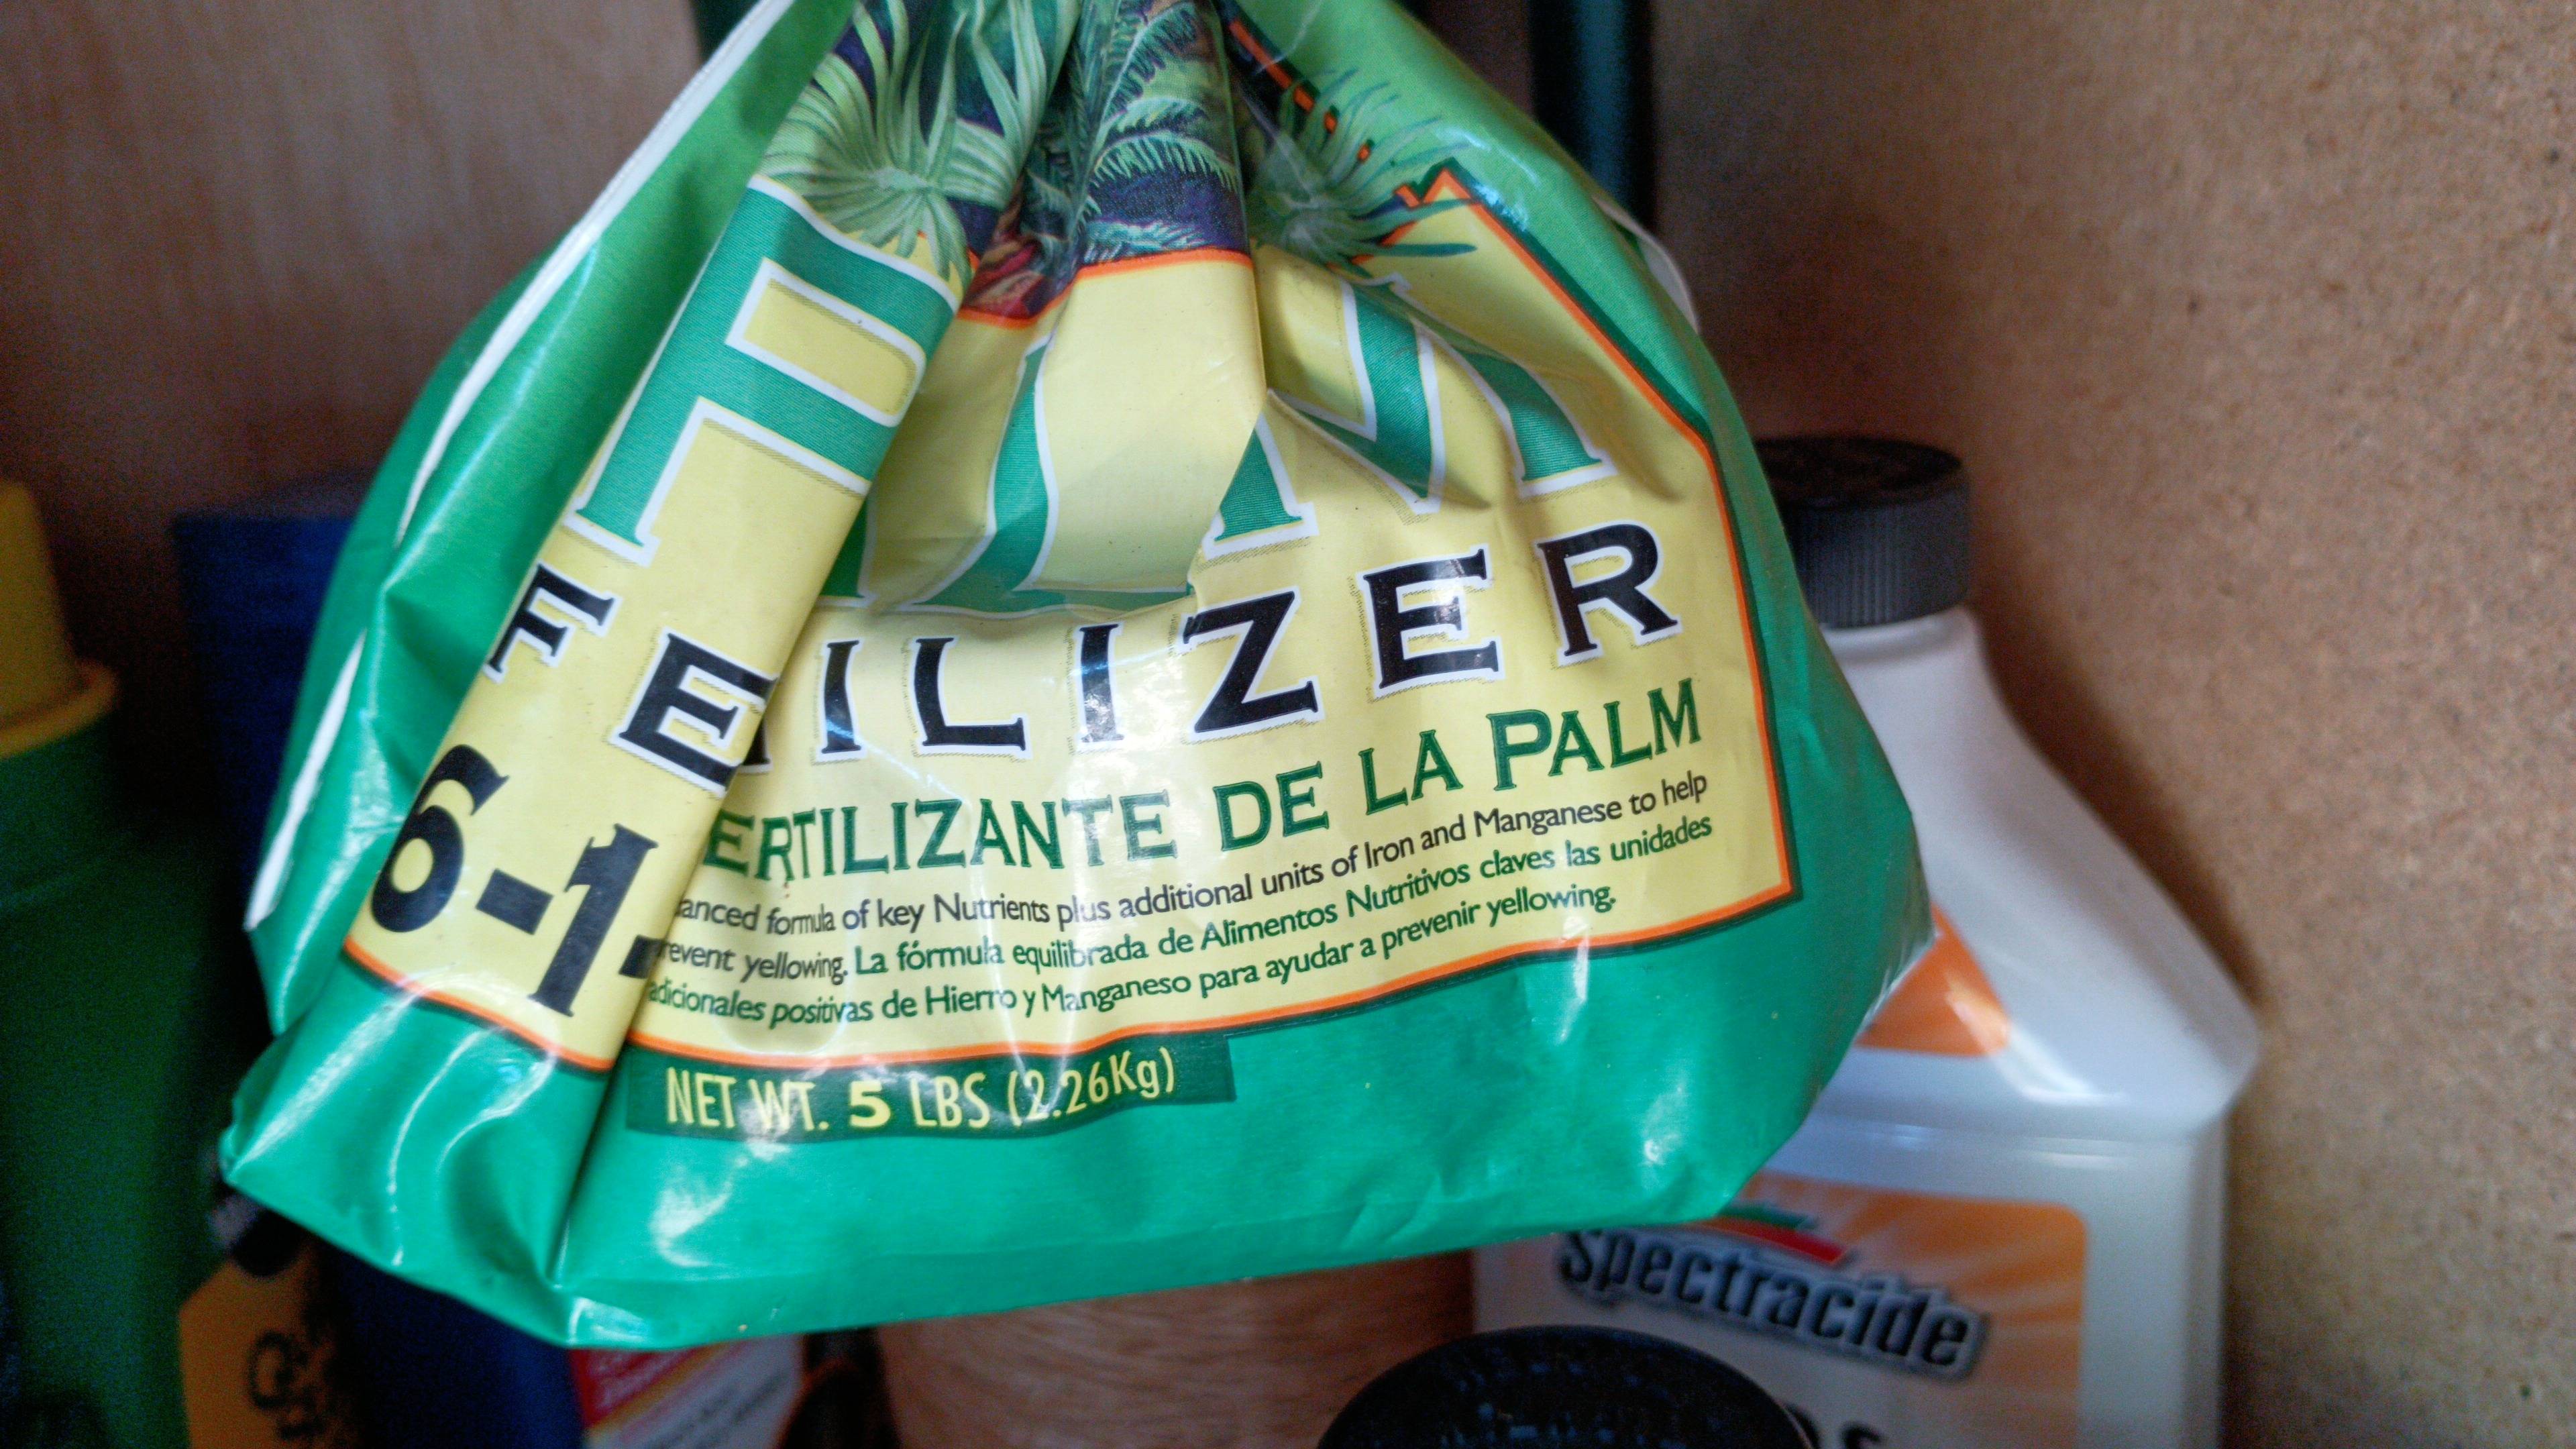 FE ILIZER
ERTILIZANTE DE LA PALM
6-1-
anced formula of key Nutrients plus additional units of Iron and Manganese to help
revent yellowing. La fórmula equilibrada de Alimentos Nutritivos claves las unidades
adicionales positivas de Hierro y Manganeso para ayudar a prevenir yellowing.
NET WT. 5 LBS (2.26Kg)
Spectracide